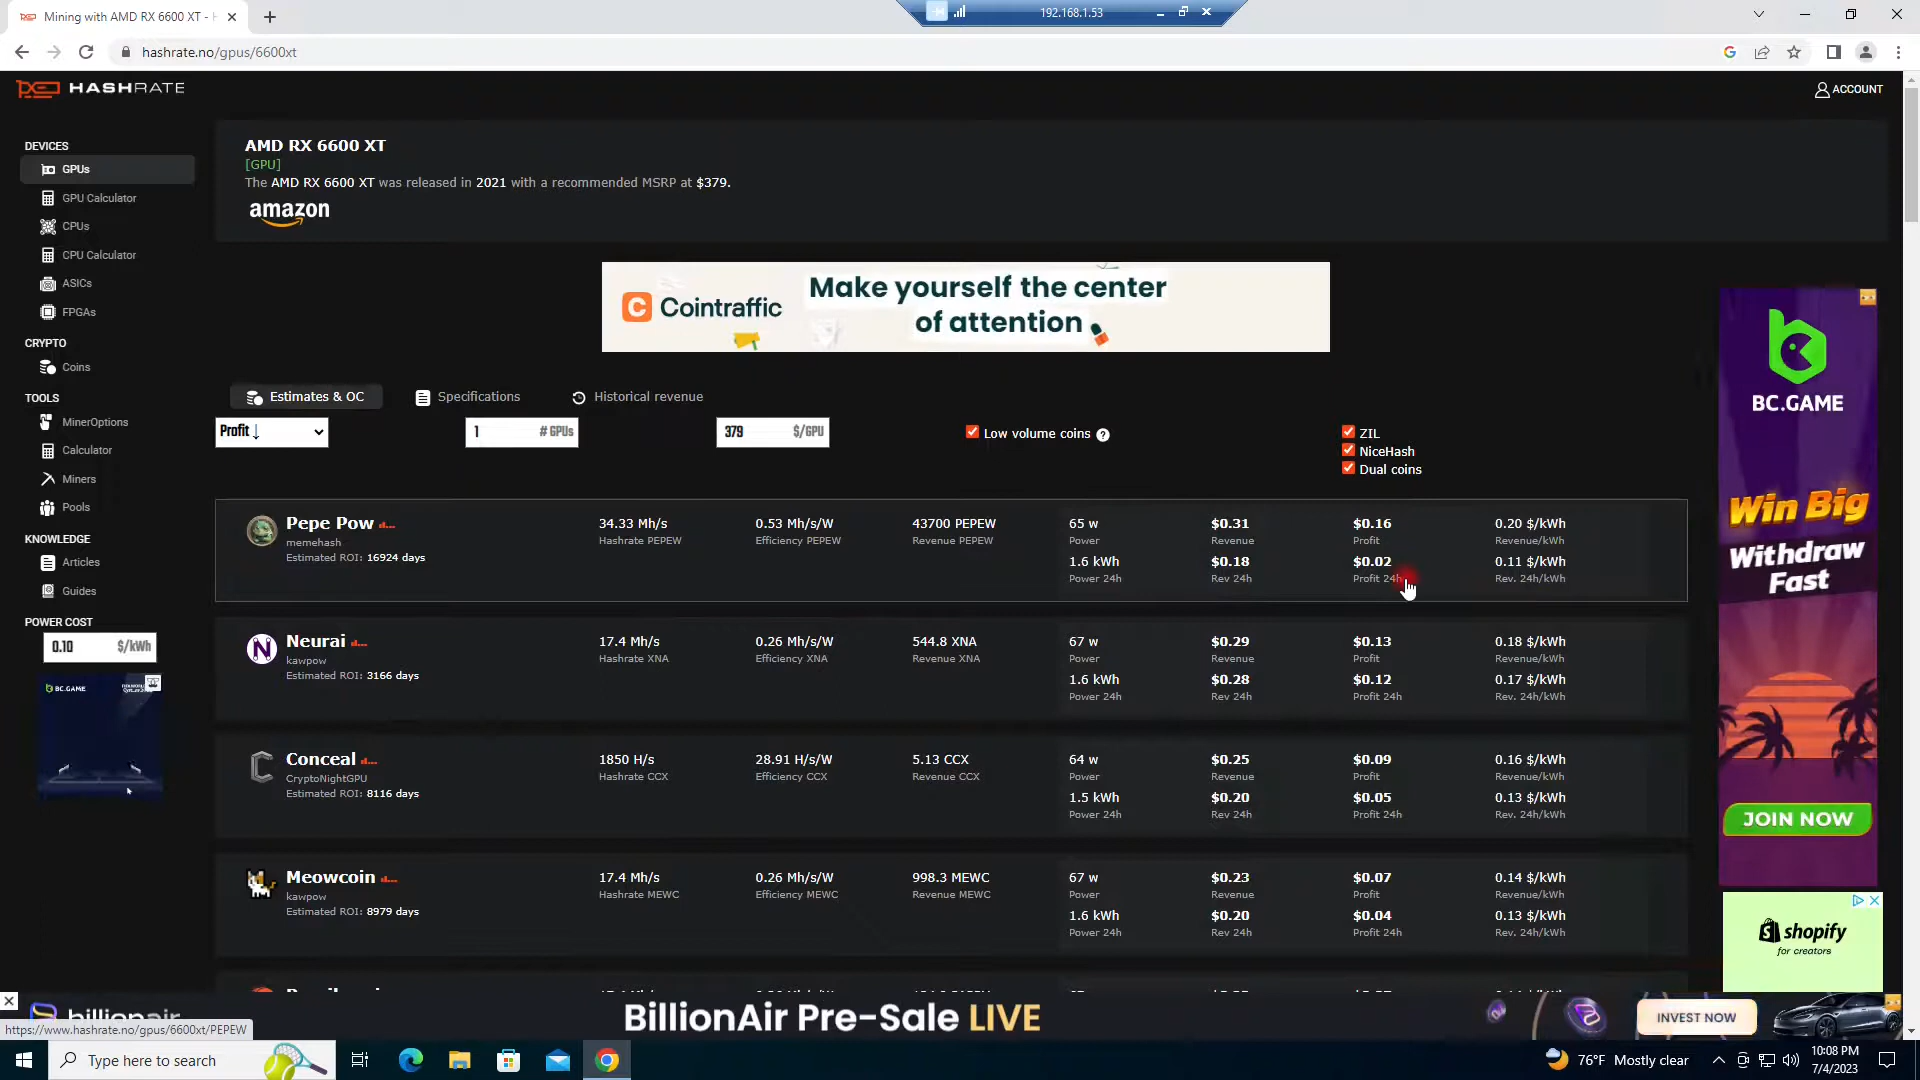 Mining with AMD RX 6600 XT -
192.168.1.53
hashrate.no/gpus/6600xt
HASHRATE
ACCOUNT
DEVICES
GPUs
GPU Calculator
CPUs
CPU Calculator
ASICs
FPGAs
CRYPTO
Coins
TOOLS
MinerOptions
Calculator
Miners
Pools
KNOWLEDGE
Articles
Guides
POWER COST
0.10 $/kWh
BC.GAME
AMD RX 6600 XT
[GPU]
The AMD RX 6600 XT was released in 2021 with a recommended MSRP at $379.
amazon
Cointraffic
Make yourself the center
of attention
Estimates & OC
Specifications
Historical revenue
Profit ↓
1 # GPUs
379 $/GPU
Low volume coins ?
ZIL
NiceHash
Dual coins
Pepe Pow 34.33 Mh/s 0.53 Mh/s/W 43700 PEPEW 65 w $0.31 $0.16 0.20 $/kWh
memehash Hashrate PEPEW Efficiency PEPEW Revenue PEPEW Power Revenue Profit Revenue/kWh
Estimated ROI: 16924 days 1.6 kWh $0.18 $0.02 0.11 $/kWh
Power 24h Rev 24h Profit 24h Rev. 24h/kWh
Neurai 17.4 Mh/s 0.26 Mh/s/W 544.8 XNA 67 w $0.29 $0.13 0.18 $/kWh
kawpow Hashrate XNA Efficiency XNA Revenue XNA Power Revenue Profit Revenue/kWh
Estimated ROI: 3166 days 1.6 kWh $0.28 $0.12 0.17 $/kWh
Power 24h Rev 24h Profit 24h Rev. 24h/kWh
Conceal 1850 H/s 28.91 H/s/W 5.13 CCX 64 w $0.25 $0.09 0.16 $/kWh
CryptoNightGPU Hashrate CCX Efficiency CCX Revenue CCX Power Revenue Profit Revenue/kWh
Estimated ROI: 8116 days 1.5 kWh $0.20 $0.05 0.13 $/kWh
Power 24h Rev 24h Profit 24h Rev. 24h/kWh
Meowcoin 17.4 Mh/s 0.26 Mh/s/W 998.3 MEWC 67 w $0.23 $0.07 0.14 $/kWh
kawpow Hashrate MEWC Efficiency MEWC Revenue MEWC Power Revenue Profit Revenue/kWh
Estimated ROI: 8979 days 1.6 kWh $0.20 $0.04 0.13 $/kWh
Power 24h Rev 24h Profit 24h Rev. 24h/kWh
BC.GAME
Win Big
Withdraw
Fast
JOIN NOW
shopify
for creators
billionair
BillionAir Pre-Sale LIVE
INVEST NOW
https://www.hashrate.no/gpus/6600xt/PEPEW
Type here to search
76°F Mostly clear
10:08 PM
7/4/2023